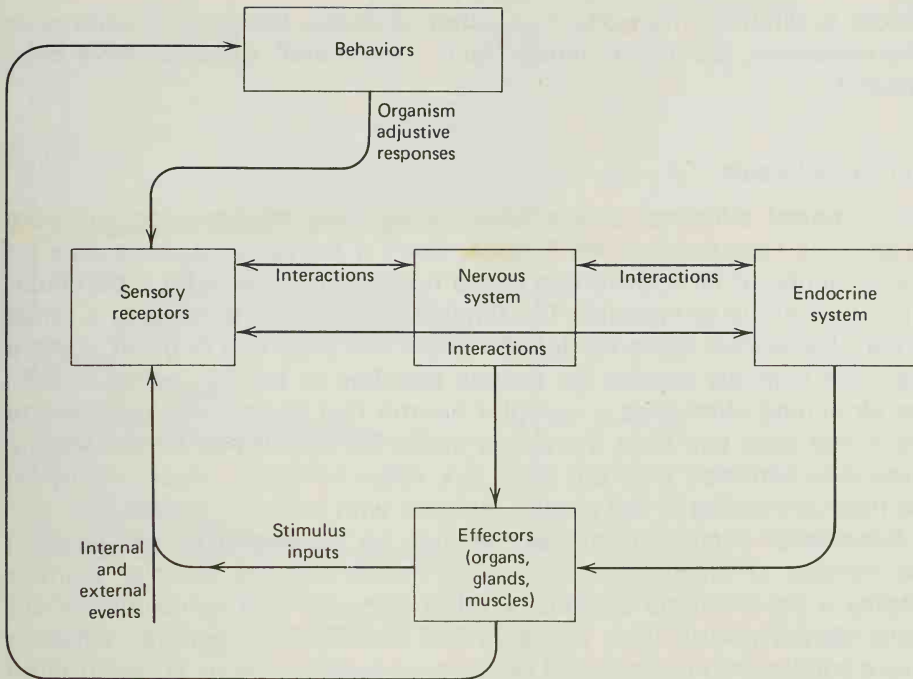 Behaviors
Organism
adjustive
responses
Sensory
receptors
Interactions
Nervous
system
Interactions
Endocrine
system
Interactions
Stimulus
inputs
Internal
and
external
events
Effectors
(organs,
glands,
muscles)